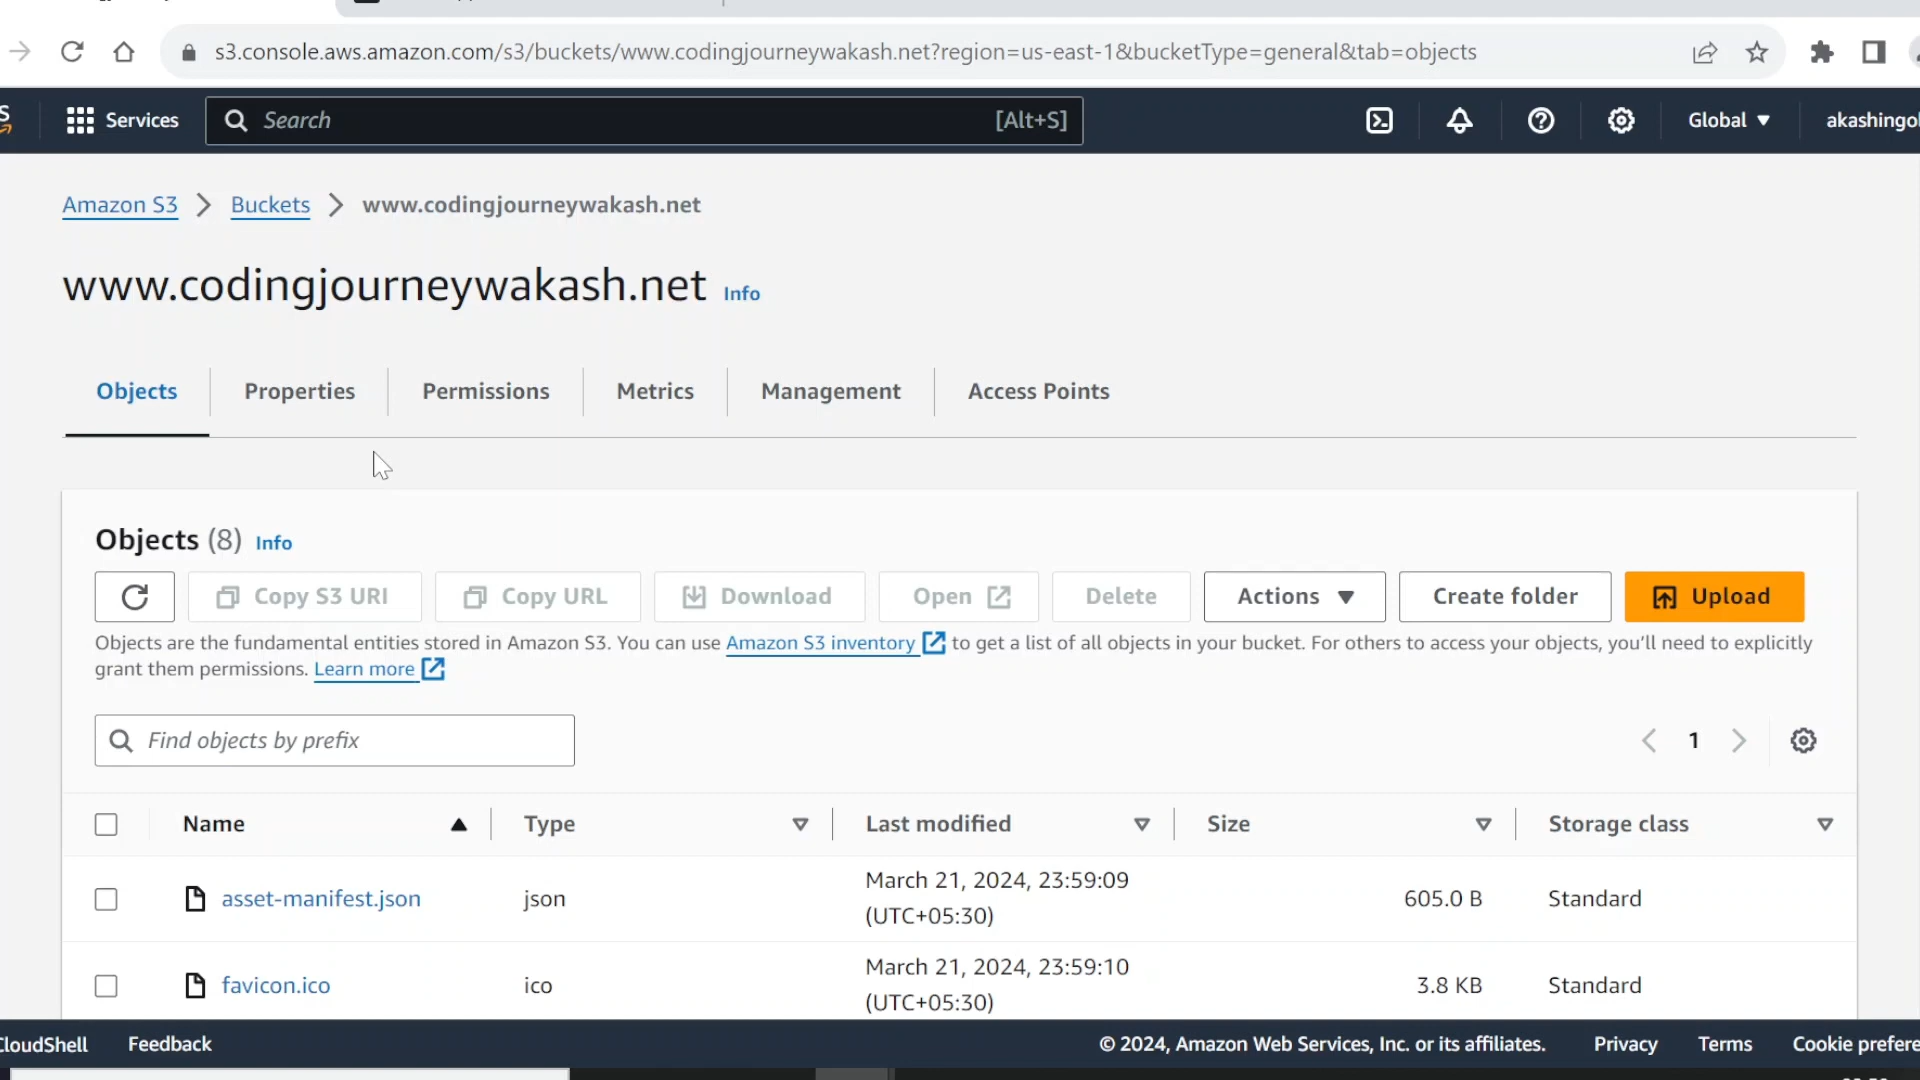 s3.console.aws.amazon.com/s3/buckets/www.codingjourneywakash.net?region=us-east-1&bucketType=general&tab=objects
Services Search [Alt+S] Global akashingol
Amazon S3 Buckets www.codingjourneywakash.net
www.codingjourneywakash.net Info
Objects Properties Permissions Metrics Management Access Points
Objects (8) Info
Copy S3 URI Copy URL Download Open Delete Actions Create folder Upload
Objects are the fundamental entities stored in Amazon S3. You can use Amazon S3 inventory to get a list of all objects in your bucket. For others to access your objects, you’ll need to explicitly
grant them permissions. Learn more
Find objects by prefix 1
Name Type Last modified Size Storage class
asset-manifest.json json March 21, 2024, 23:59:09 605.0 B Standard
(UTC+05:30)
favicon.ico ico March 21, 2024, 23:59:10 3.8 KB Standard
(UTC+05:30)
CloudShell Feedback © 2024, Amazon Web Services, Inc. or its affiliates. Privacy Terms Cookie prefere